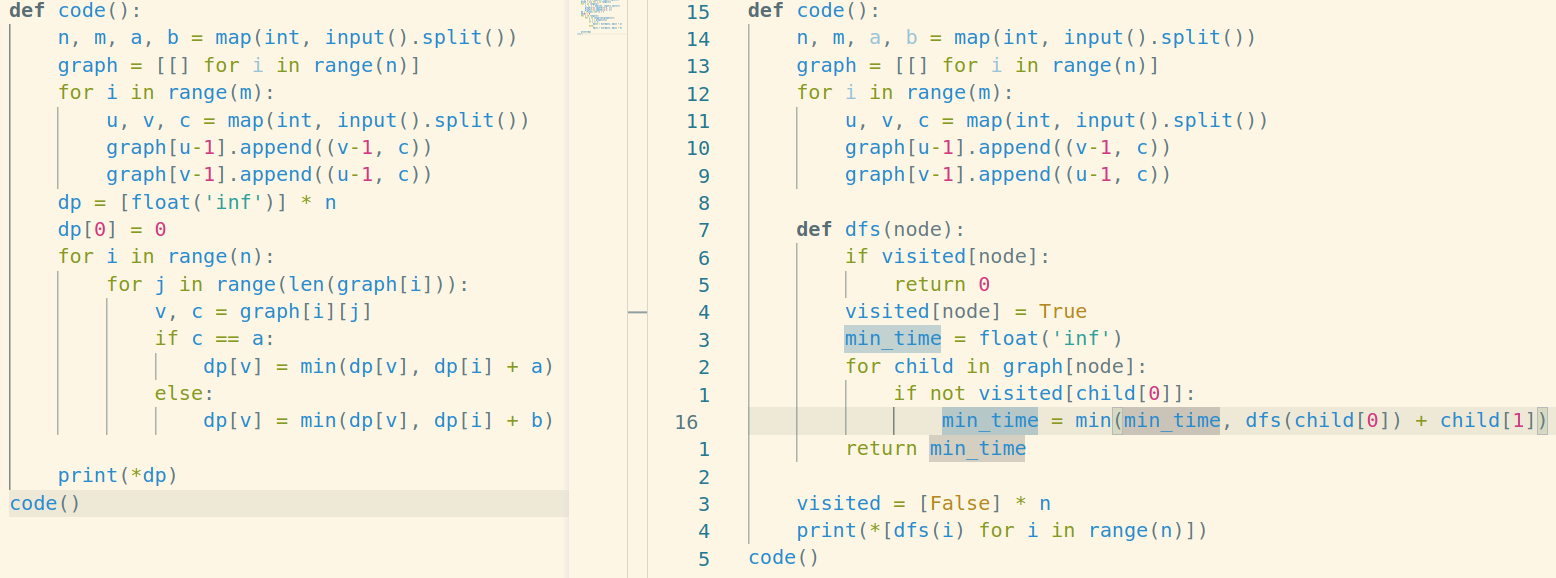 def code():
    n, m, a, b = map(int, input().split())
    graph = [[] for i in range(n)]
    for i in range(m):
        u, v, c = map(int, input().split())
        graph[u-1].append((v-1, c))
        graph[v-1].append((u-1, c))
    dp = [float('inf')] * n
    dp[0] = 0
    for i in range(n):
        for j in range(len(graph[i])):
            v, c = graph[i][j]
            if c == a:
                dp[v] = min(dp[v], dp[i] + a)
            else:
                dp[v] = min(dp[v], dp[i] + b)
    print(*dp)
code()
15 def code():
14     n, m, a, b = map(int, input().split())
13     graph = [[] for i in range(n)]
12     for i in range(m):
11         u, v, c = map(int, input().split())
10         graph[u-1].append((v-1, c))
9         graph[v-1].append((u-1, c))
8
7     def dfs(node):
6         if visited[node]:
5             return 0
4         visited[node] = True
3         min_time = float('inf')
2         for child in graph[node]:
1             if not visited[child[0]]:
16                 min_time = min(min_time, dfs(child[0]) + child[1])
1         return min_time
2
3     visited = [False] * n
4     print(*[dfs(i) for i in range(n)])
5 code()